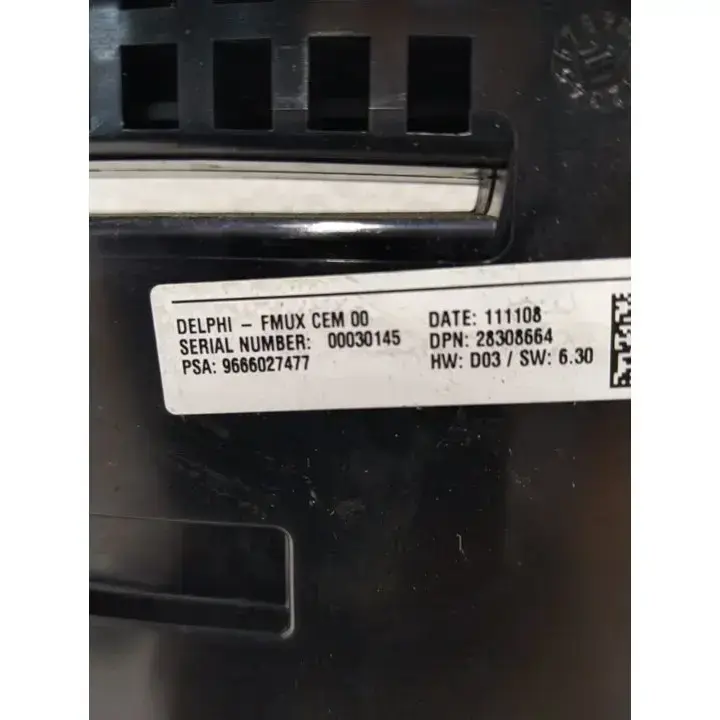 DELPHI - FMUX CEM 00
SERIAL NUMBER: 00030145
PSA: 9666027477
DATE: 111108
DPN: 28308664
HW: D03 / SW: 6.30